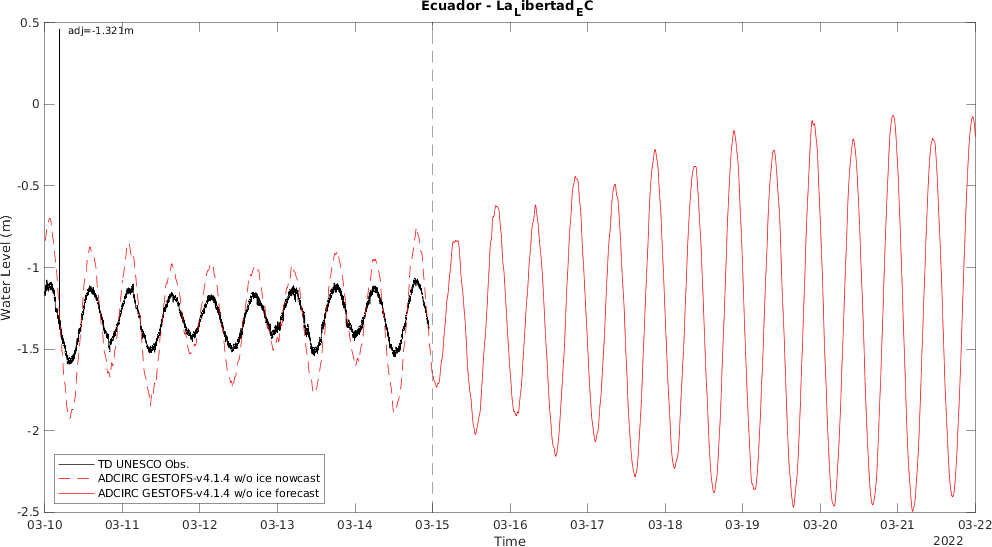 Ecuador - LaLibertadEC
0.5
adj=-1.321m
0
-0.5
-1
-1.5
-2
-2.5
Water Level (m)
TD UNESCO Obs.
ADCIRC GESTOFS-v4.1.4 w/o ice nowcast
ADCIRC GESTOFS-v4.1.4 w/o ice forecast
03-10 03-11 03-12 03-13 03-14 03-15 03-16 03-17 03-18 03-19 03-20 03-21 03-22
Time
2022